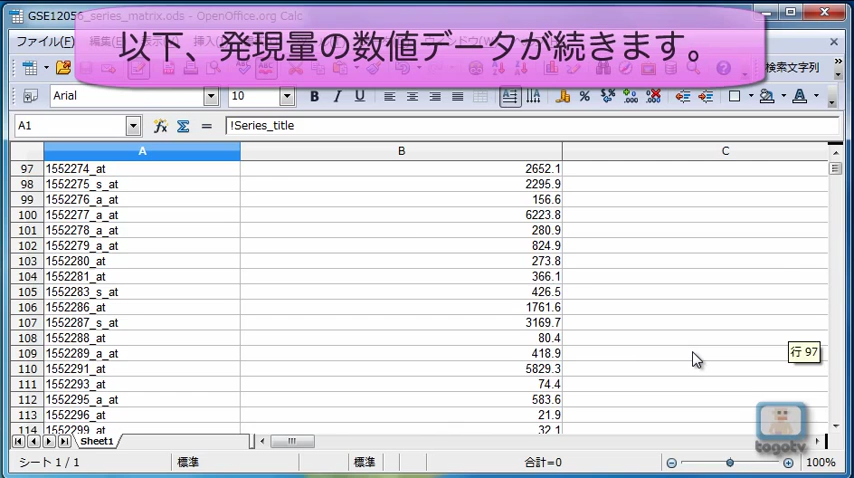 GSE12056_series_matrix.ods - OpenOffice.org Calc
以下、発現量の数値データが続きます。
ファイル(F)
検索文字列
Arial 10 B I U
A1 !Series_title
A B C
97 1552274_at 2652.1
98 1552275_s_at 2295.9
99 1552276_a_at 156.6
100 1552277_a_at 6223.8
101 1552278_a_at 280.9
102 1552279_a_at 824.9
103 1552280_at 273.8
104 1552281_at 366.1
105 1552283_s_at 426.5
106 1552286_at 1761.6
107 1552287_s_at 3169.7
108 1552288_at 80.4
109 1552289_a_at 418.9
110 1552291_at 5829.3
111 1552293_at 74.4
112 1552295_a_at 583.6
113 1552296_at 21.9
114 1552299_at 32.1
行 97
togotv
Sheet1
シート 1 / 1 標準 標準 合計=0 100%